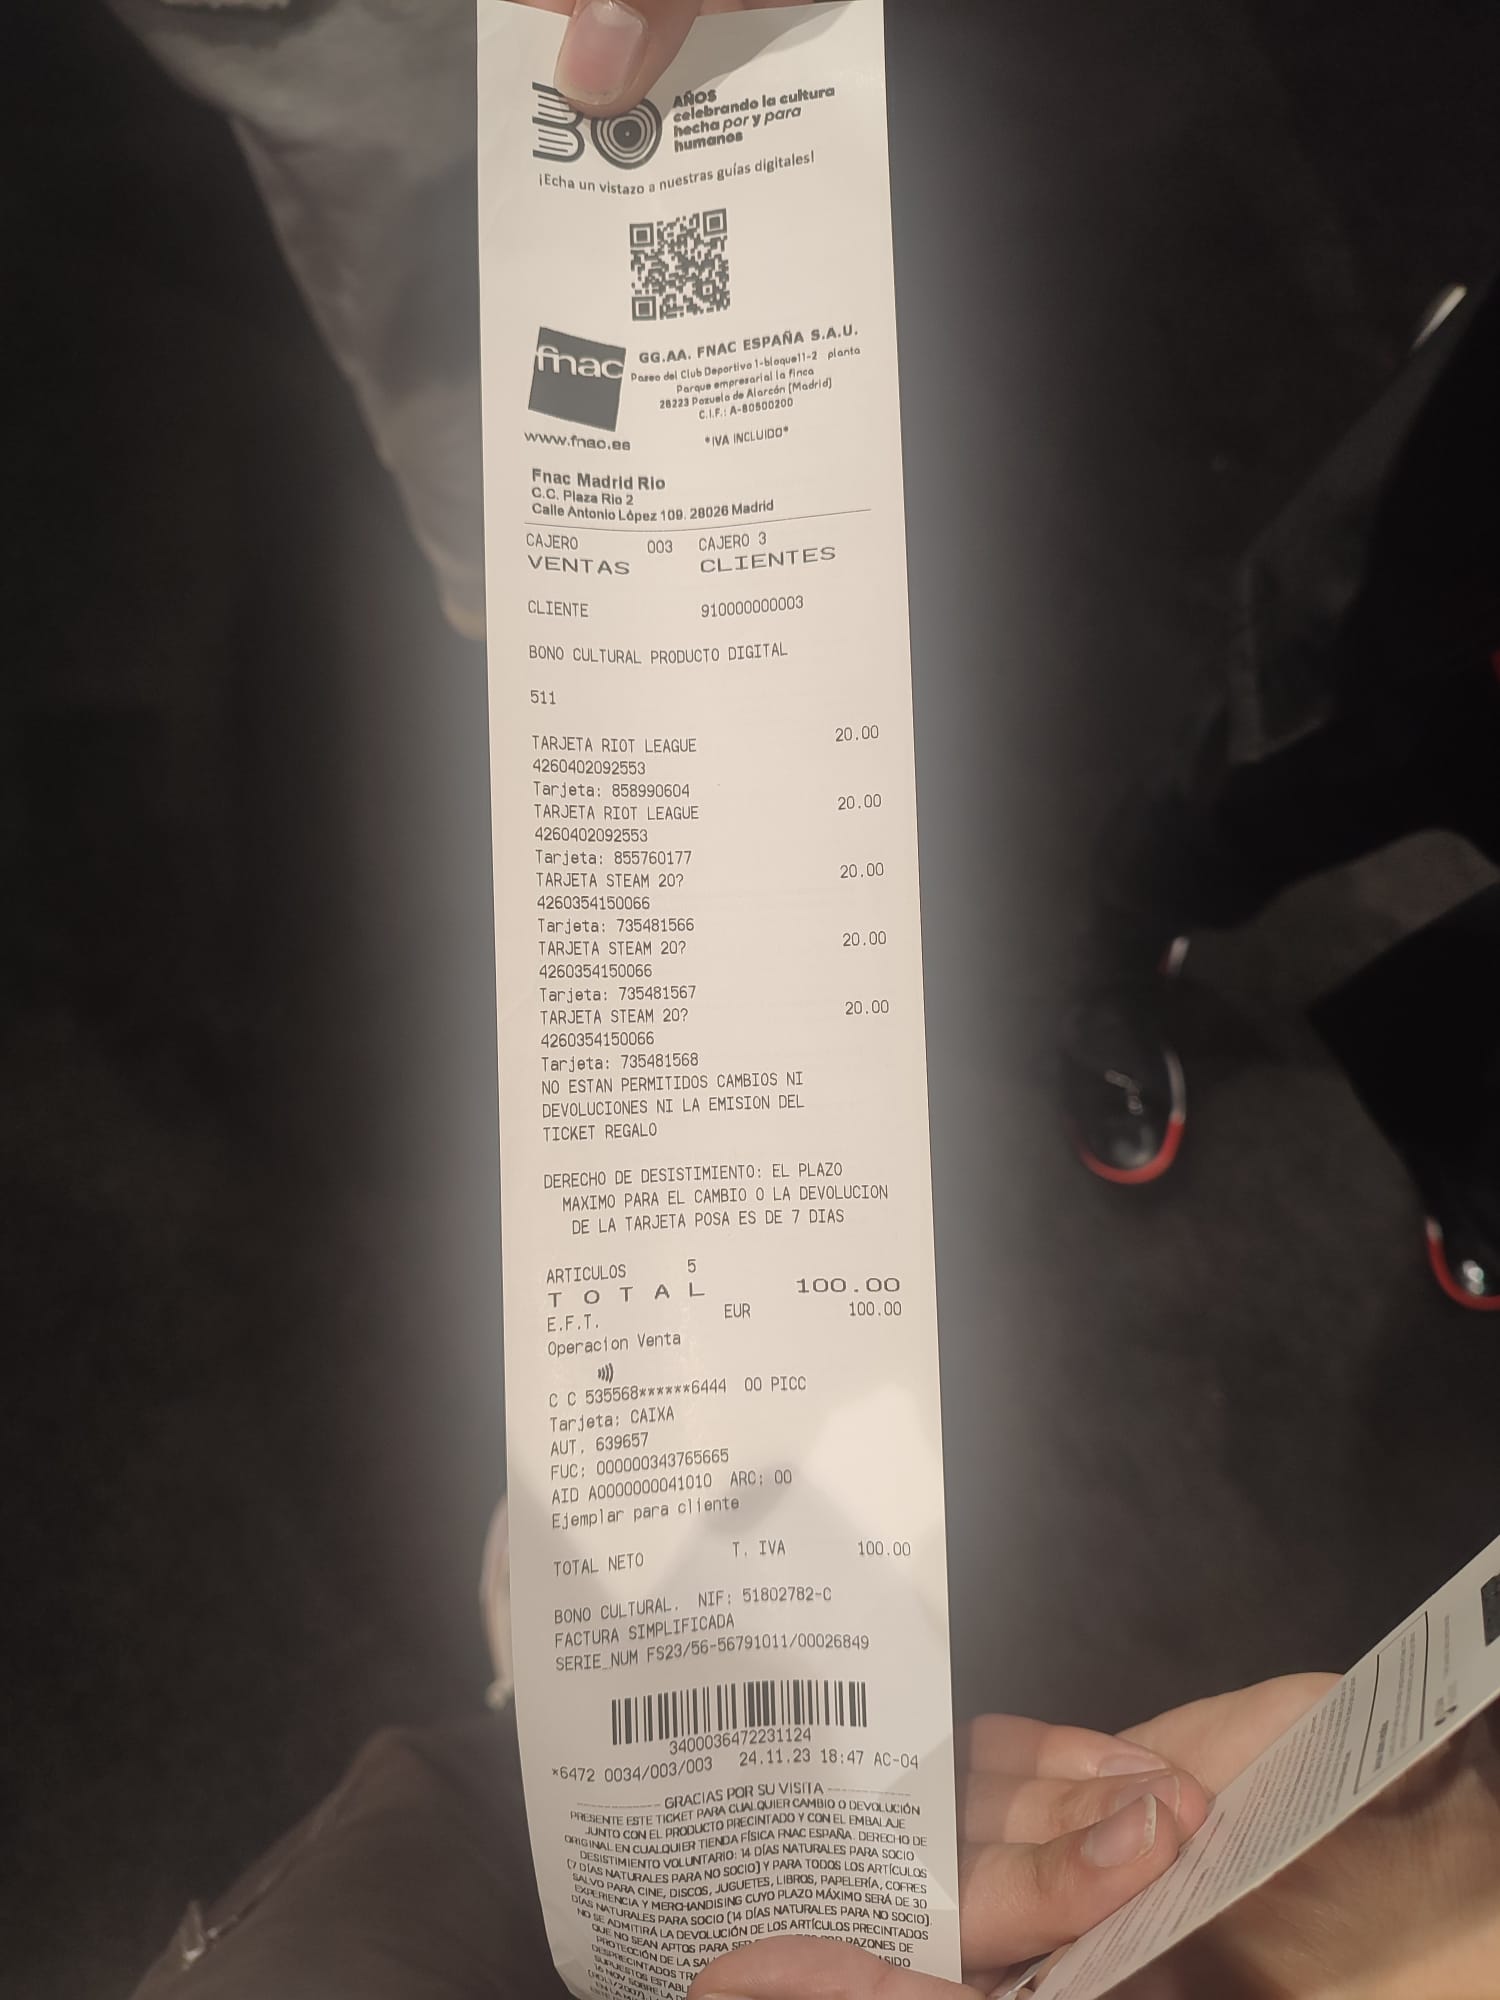 30
AÑOS
celebrando la cultura
hecha por y para
humanos
¡Echa un vistazo a nuestras guías digitales!
fnac
GG.AA. FNAC ESPAÑA S.A.U.
Paseo del Club Deportivo 1-bloque11-2 planta
Parque empresarial la finca
28223 Pozuelo de Alarcón (Madrid)
C.I.F.: A-80500200
www.fnac.es
*IVA INCLUIDO*
Fnac Madrid Rio
C.C. Plaza Rio 2
Calle Antonio López 109. 28026 Madrid
CAJERO 003 CAJERO 3
VENTAS CLIENTES
CLIENTE 910000000003
BONO CULTURAL PRODUCTO DIGITAL
511
TARJETA RIOT LEAGUE 20.00
4260402092553
Tarjeta: 858990604
TARJETA RIOT LEAGUE 20.00
4260402092553
Tarjeta: 855760177
TARJETA STEAM 20? 20.00
4260354150066
Tarjeta: 735481566
TARJETA STEAM 20? 20.00
4260354150066
Tarjeta: 735481567
TARJETA STEAM 20? 20.00
4260354150066
Tarjeta: 735481568
NO ESTAN PERMITIDOS CAMBIOS NI
DEVOLUCIONES NI LA EMISION DEL
TICKET REGALO
DERECHO DE DESISTIMIENTO: EL PLAZO
MAXIMO PARA EL CAMBIO O LA DEVOLUCION
DE LA TARJETA POSA ES DE 7 DIAS
ARTICULOS 5
T O T A L 100.00
E.F.T. EUR 100.00
Operacion Venta
C C 535568******6444 00 PICC
Tarjeta: CAIXA
AUT. 639657
FUC: 000000343765665
AID A0000000041010 ARC: 00
Ejemplar para cliente
TOTAL NETO T. IVA 100.00
BONO CULTURAL. NIF: 51802782-C
FACTURA SIMPLIFICADA
SERIE_NUM FS23/56-56791011/00026849
3400036472231124
*6472 0034/003/003 24.11.23 18:47 AC-04
GRACIAS POR SU VISITA
PRESENTE ESTE TICKET PARA CUALQUIER CAMBIO O DEVOLUCIÓN
JUNTO CON EL PRODUCTO PRECINTADO Y CON EL EMBALAJE
ORIGINAL EN CUALQUIER TIENDA FÍSICA FNAC ESPAÑA. DERECHO DE
DESISTIMIENTO VOLUNTARIO: 14 DÍAS NATURALES PARA SOCIO
(7 DÍAS NATURALES PARA NO SOCIO) Y PARA TODOS LOS ARTÍCULOS
SALVO PARA CINE, DISCOS, JUGUETES, LIBROS, PAPELERÍA, COFRES
EXPERIENCIA Y MERCHANDISING CUYO PLAZO MÁXIMO SERÁ DE 30
DÍAS NATURALES PARA SOCIO (14 DÍAS NATURALES PARA NO SOCIO).
NO SE ADMITIRÁ LA DEVOLUCIÓN DE LOS ARTÍCULOS PRECINTADOS
QUE NO SEAN APTOS PARA SER RAZONES DE
PROTECCIÓN DE LA SIDO
DESPRECINTADOS
SUPUESTOS